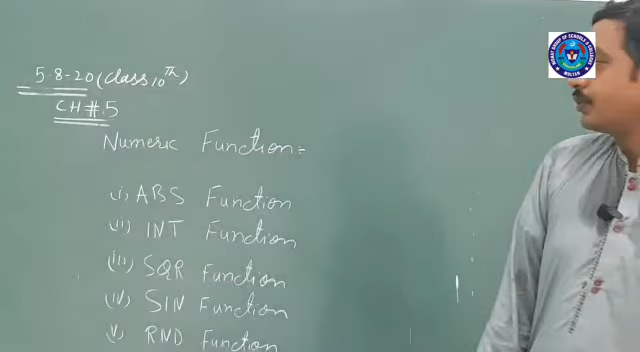 5-8-20 (Class 10th)
CH#.5
Numeric Function:-
(i) ABS Function
(ii) INT Function
(iii) SQR Function
(iv) SIN Function
(v) RND Function
MULTAN